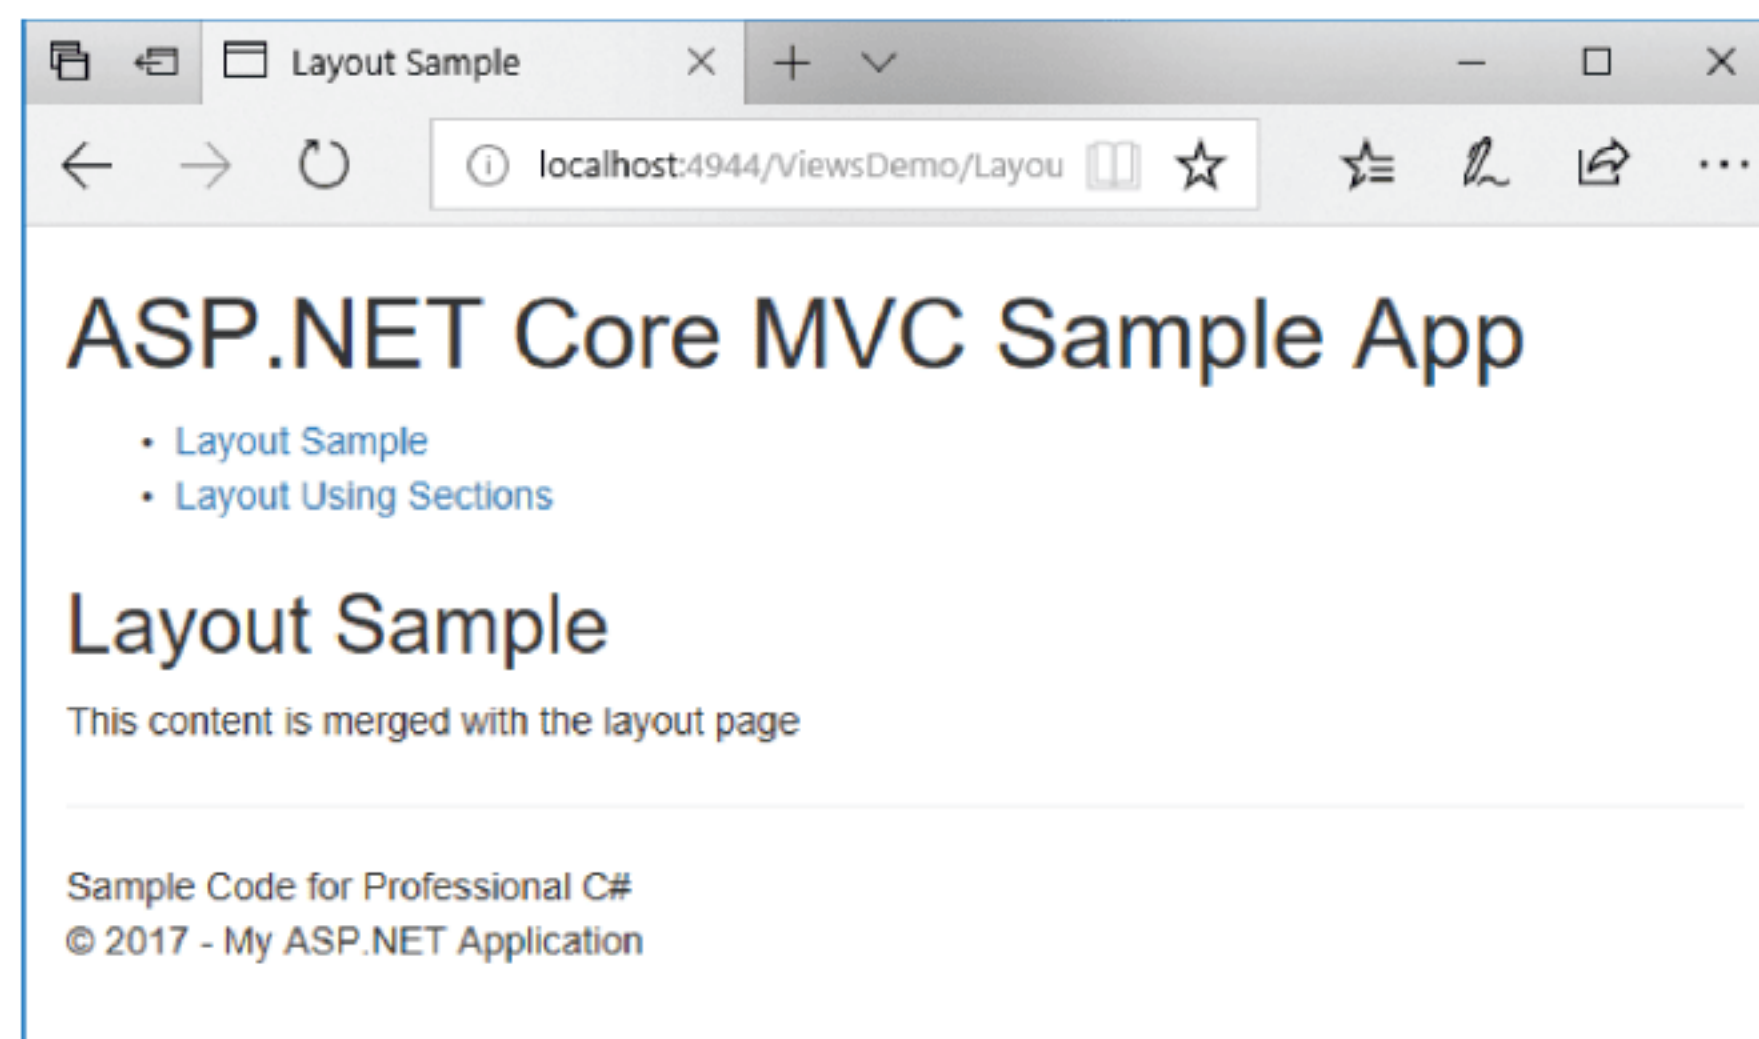 Layout Sample
localhost:4944/ViewsDemo/Layou
ASP.NET Core MVC Sample App
• Layout Sample
• Layout Using Sections
Layout Sample
This content is merged with the layout page
Sample Code for Professional C#
© 2017 - My ASP.NET Application